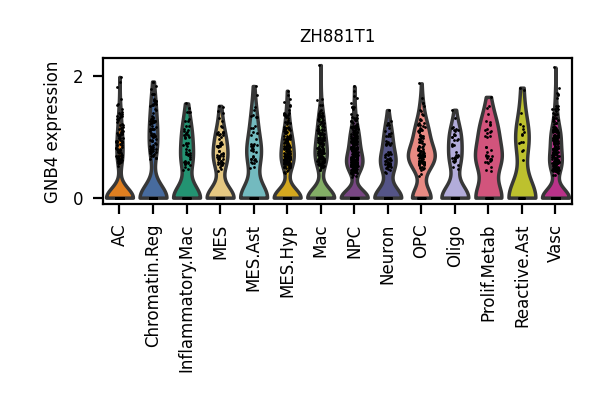 ZH881T1
GNB4 expression
2
0
AC
Chromatin.Reg
Inflammatory.Mac
MES
MES.Ast
MES.Hyp
Mac
NPC
Neuron
OPC
Oligo
Prolif.Metab
Reactive.Ast
Vasc